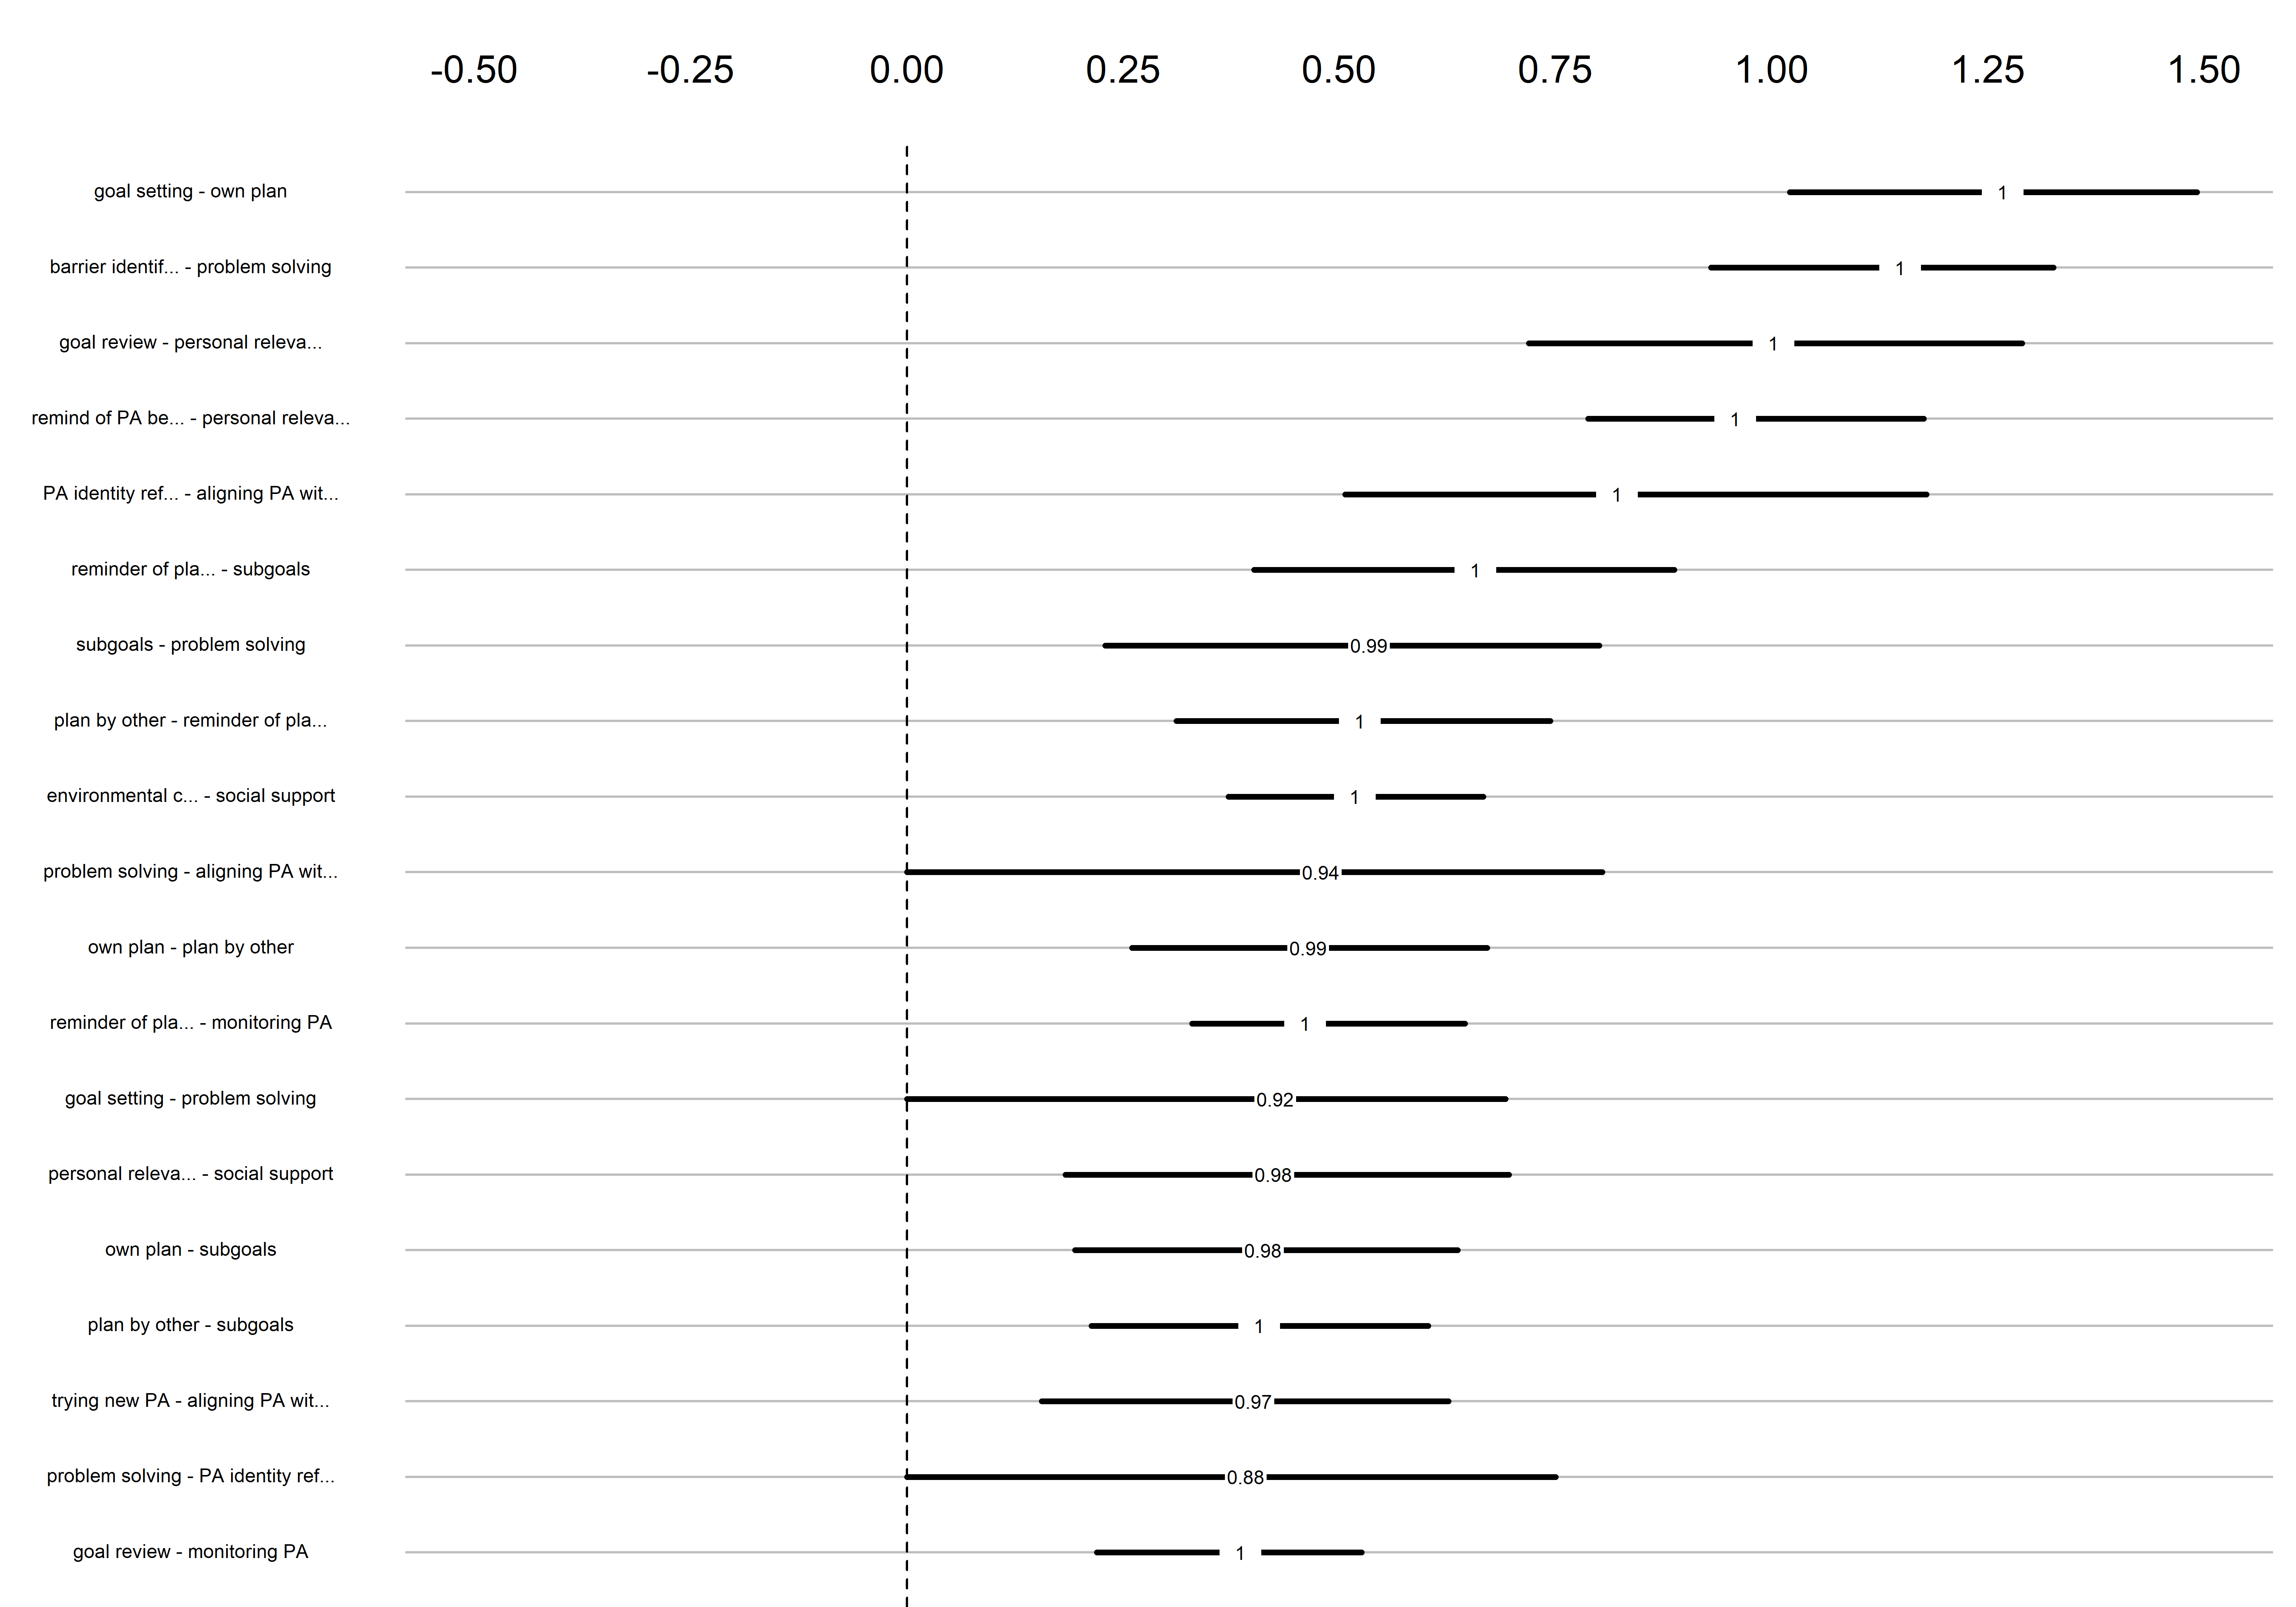 -0.50 -0.25 0.00 0.25 0.50 0.75 1.00 1.25 1.50
goal setting - own plan 1
barrier identif... - problem solving 1
goal review - personal releva... 1
remind of PA be... - personal releva... 1
PA identity ref... - aligning PA wit... 1
reminder of pla... - subgoals 1
subgoals - problem solving 0.99
plan by other - reminder of pla... 1
environmental c... - social support 1
problem solving - aligning PA wit... 0.94
own plan - plan by other 0.99
reminder of pla... - monitoring PA 1
goal setting - problem solving 0.92
personal releva... - social support 0.98
own plan - subgoals 0.98
plan by other - subgoals 1
trying new PA - aligning PA wit... 0.97
problem solving - PA identity ref... 0.88
goal review - monitoring PA 1